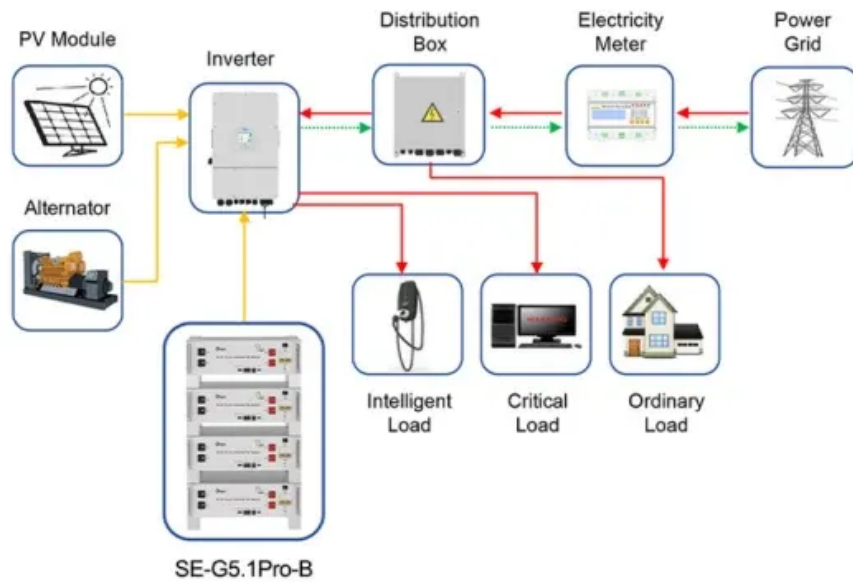 PV Module
Inverter
Distribution
Box
Electricity
Meter
Power
Grid
Alternator
Intelligent
Load
Critical
Load
Ordinary
Load
SE-G5.1Pro-B